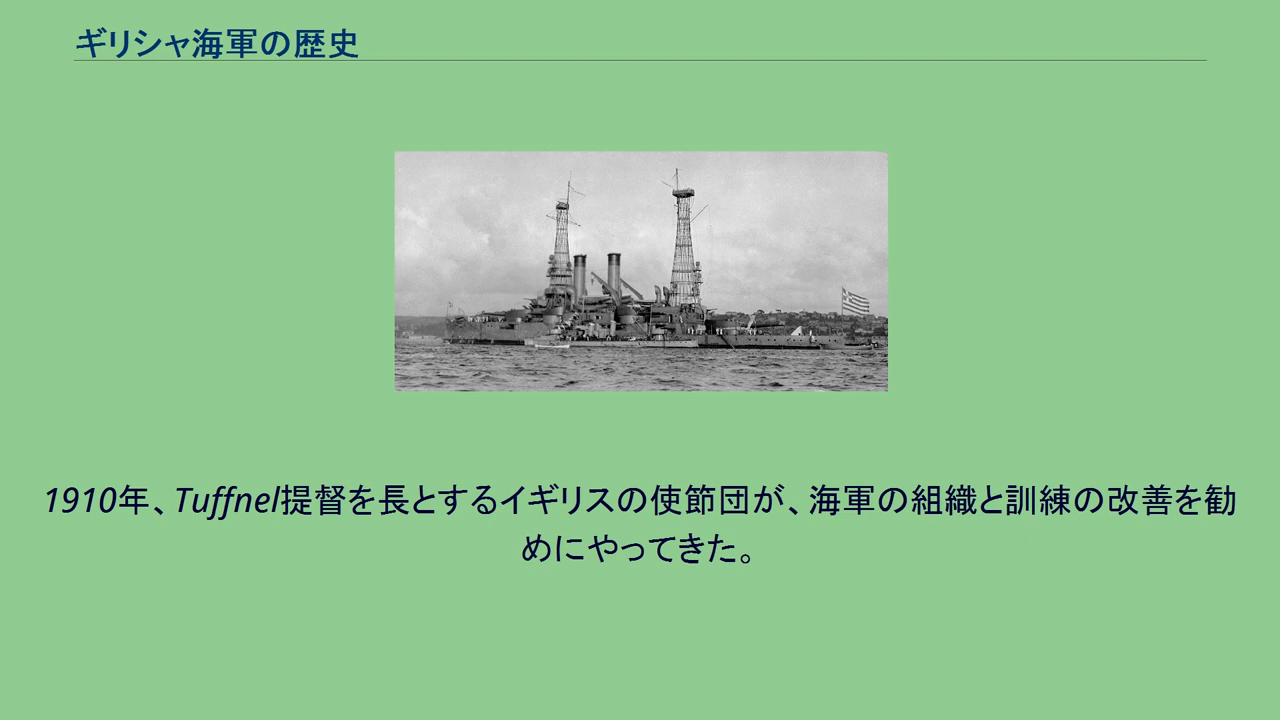 ギリシャ海軍の歴史
1910年、Tuffnel提督を長とするイギリスの使節団が、海軍の組織と訓練の改善を勧
めにやってきた。